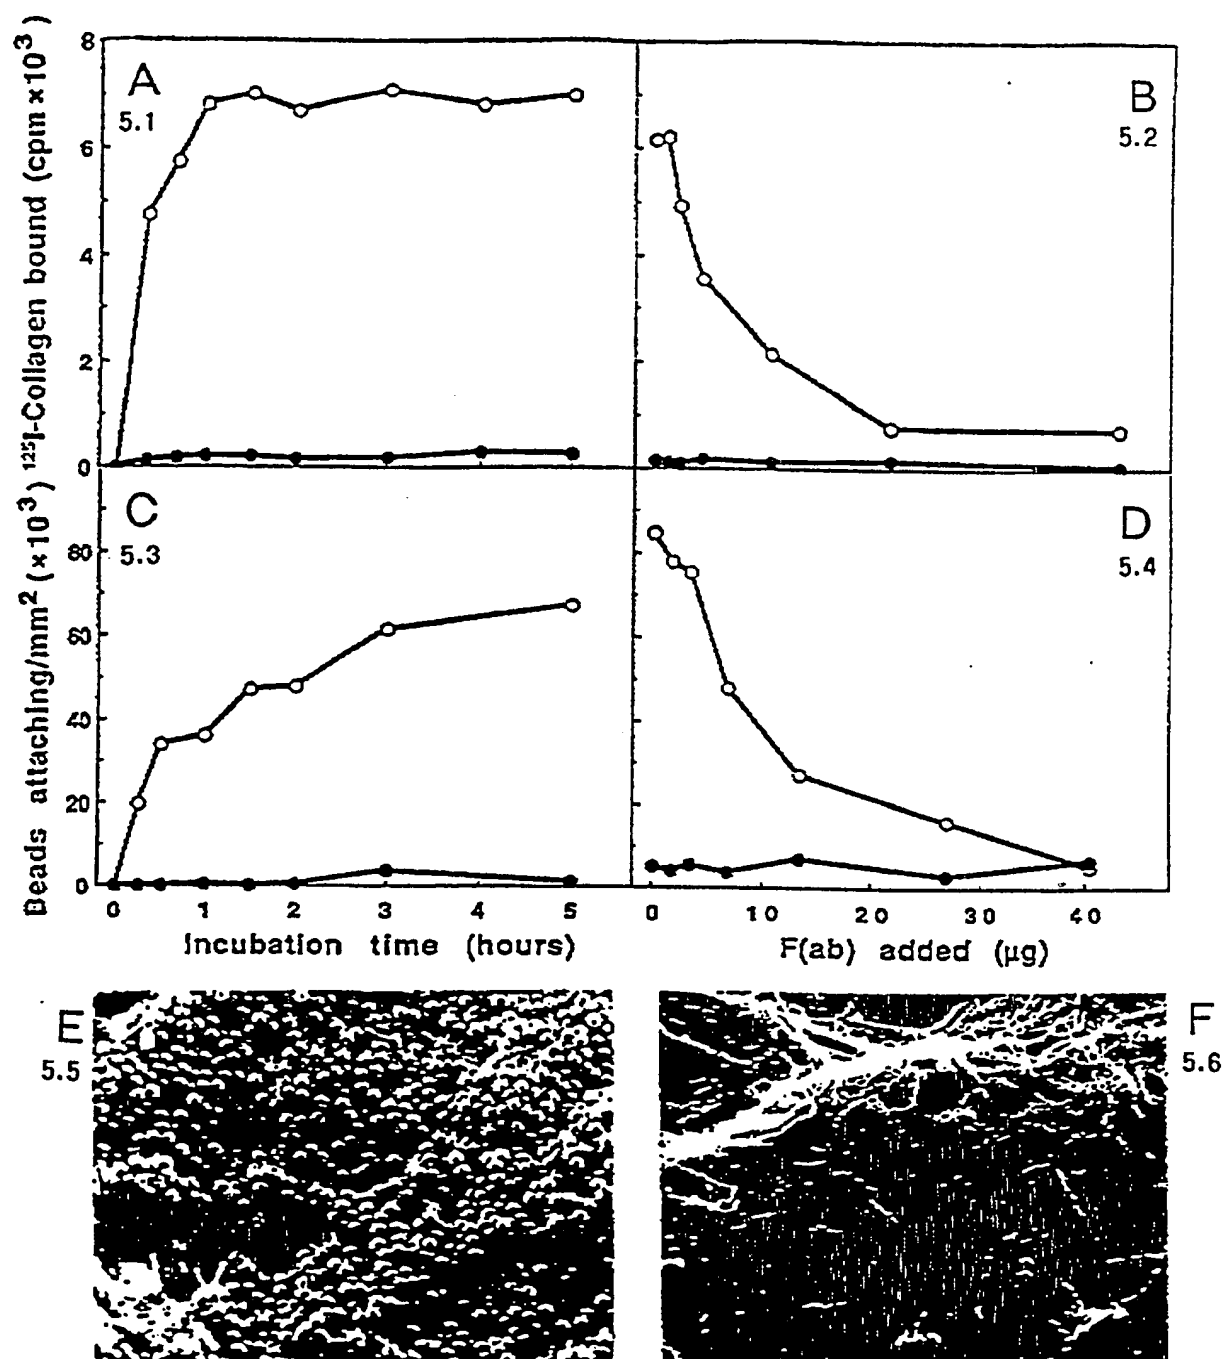 ¹²⁵I-Collagen bound (cpm x 10³)
8
6
4
2
0
A
5.1
B
5.2
Beads attaching/mm² (x10³)
80
60
40
20
0
C
5.3
D
5.4
0 1 2 3 4 5
Incubation time (hours)
0 10 20 30 40
F(ab) added (µg)
E
5.5
F
5.6